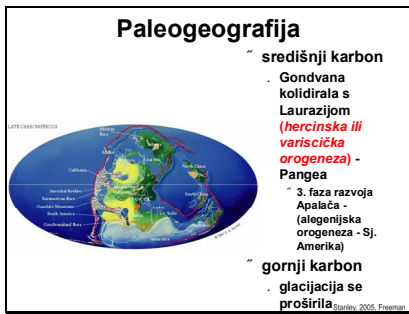 Paleogeografija
˝ središnji karbon
. Gondvana
kolidirala s
Laurazijom
(hercinska ili
variscička
orogeneza) -
Pangea
˝ 3. faza razvoja
Apalača -
(alegenijska
orogeneza - Sj.
Amerika)
˝ gornji karbon
. glacijacija se
proširila
Stanley, 2005, Freeman
LATE CARBONIFEROUS
California
Ancestral Rockies
South America
North China
South China